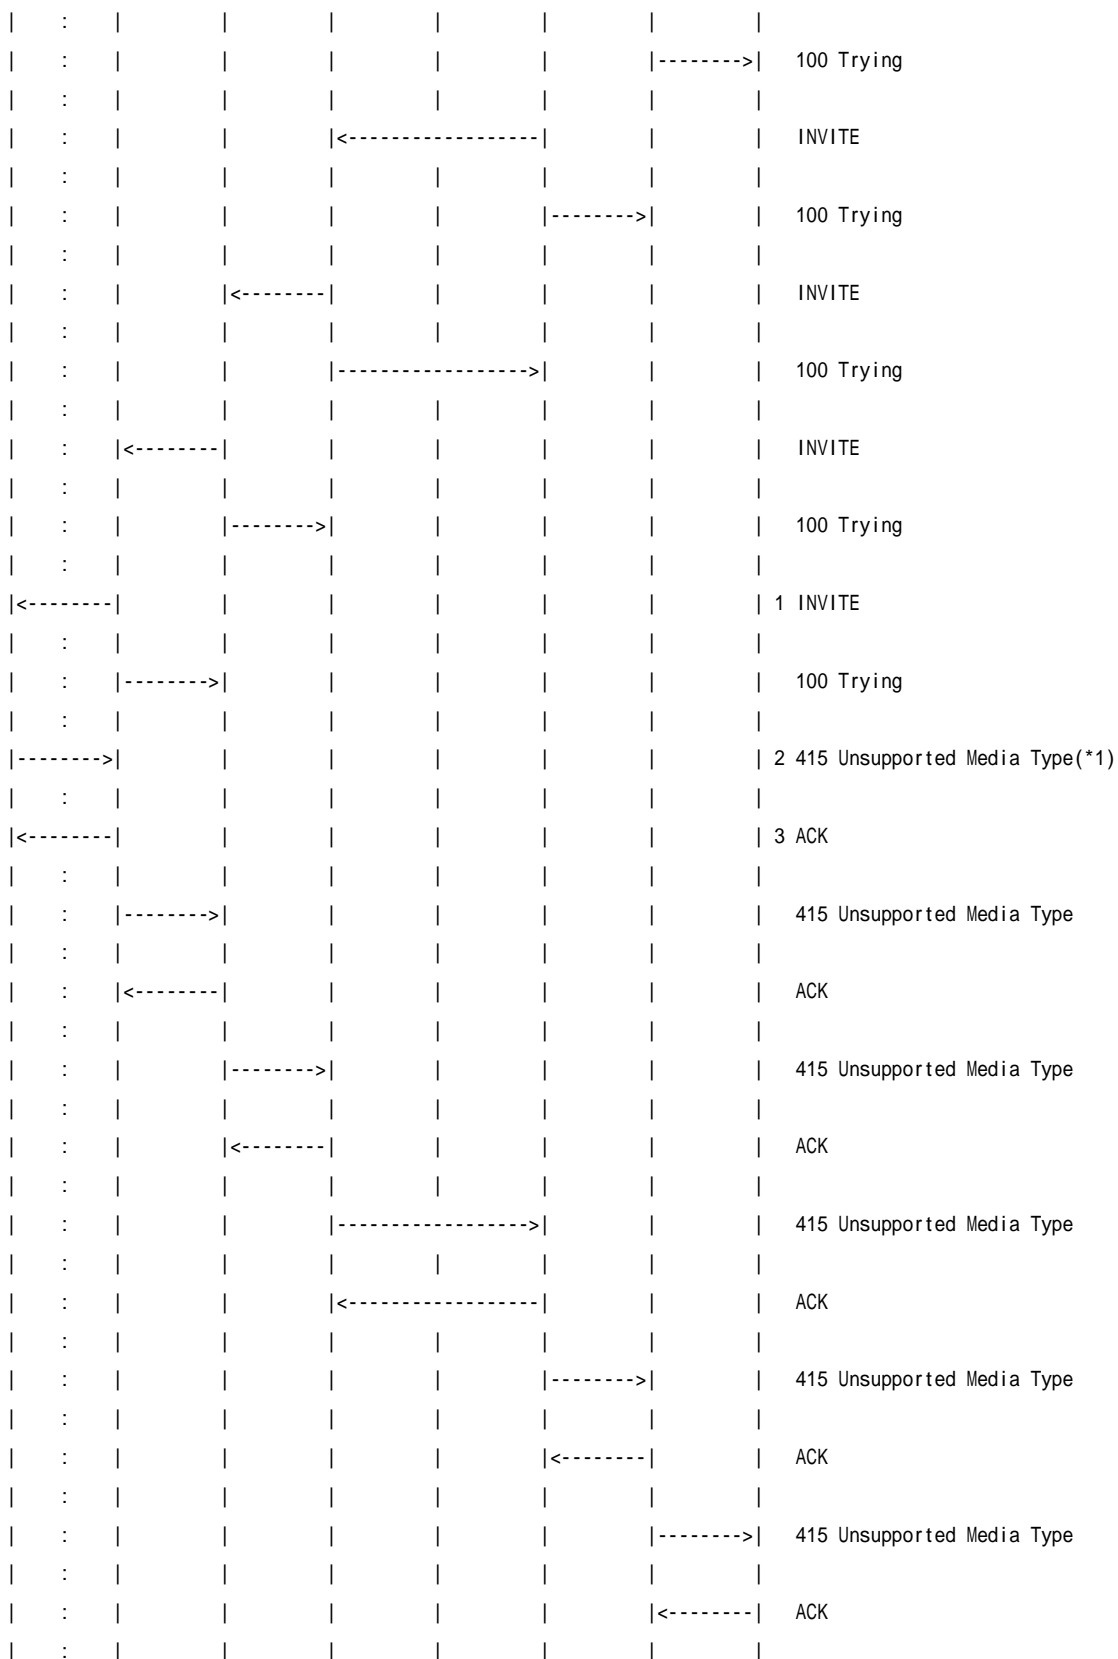 100 Trying
INVITE
100 Trying
INVITE
100 Trying
INVITE
100 Trying
1 INVITE
100 Trying
2 415 Unsupported Media Type(*1)
3 ACK
415 Unsupported Media Type
ACK
415 Unsupported Media Type
ACK
415 Unsupported Media Type
ACK
415 Unsupported Media Type
ACK
415 Unsupported Media Type
ACK